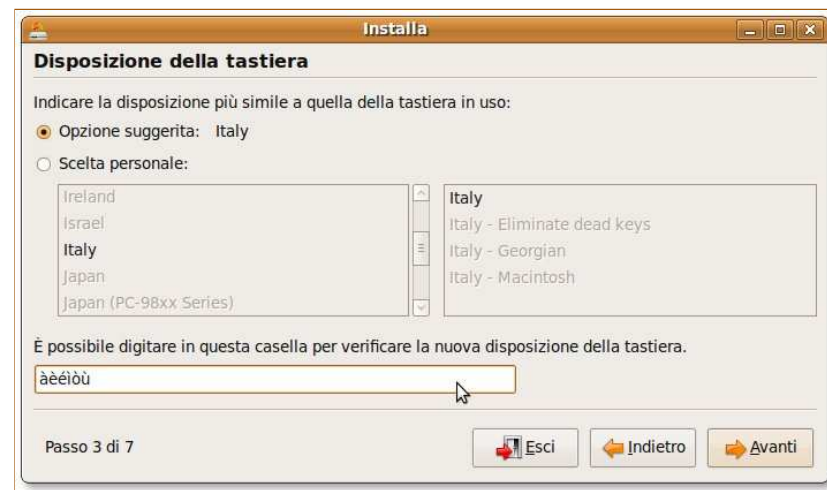 Installa
Disposizione della tastiera
Indicare la disposizione più simile a quella della tastiera in uso:
Opzione suggerita: Italy
Scelta personale:
Ireland
Israel
Italy
Japan
Japan (PC-98xx Series)
Italy
Italy - Eliminate dead keys
Italy - Georgian
Italy - Macintosh
È possibile digitare in questa casella per verificare la nuova disposizione della tastiera.
àèéìòù
Passo 3 di 7
Esci
Indietro
Avanti